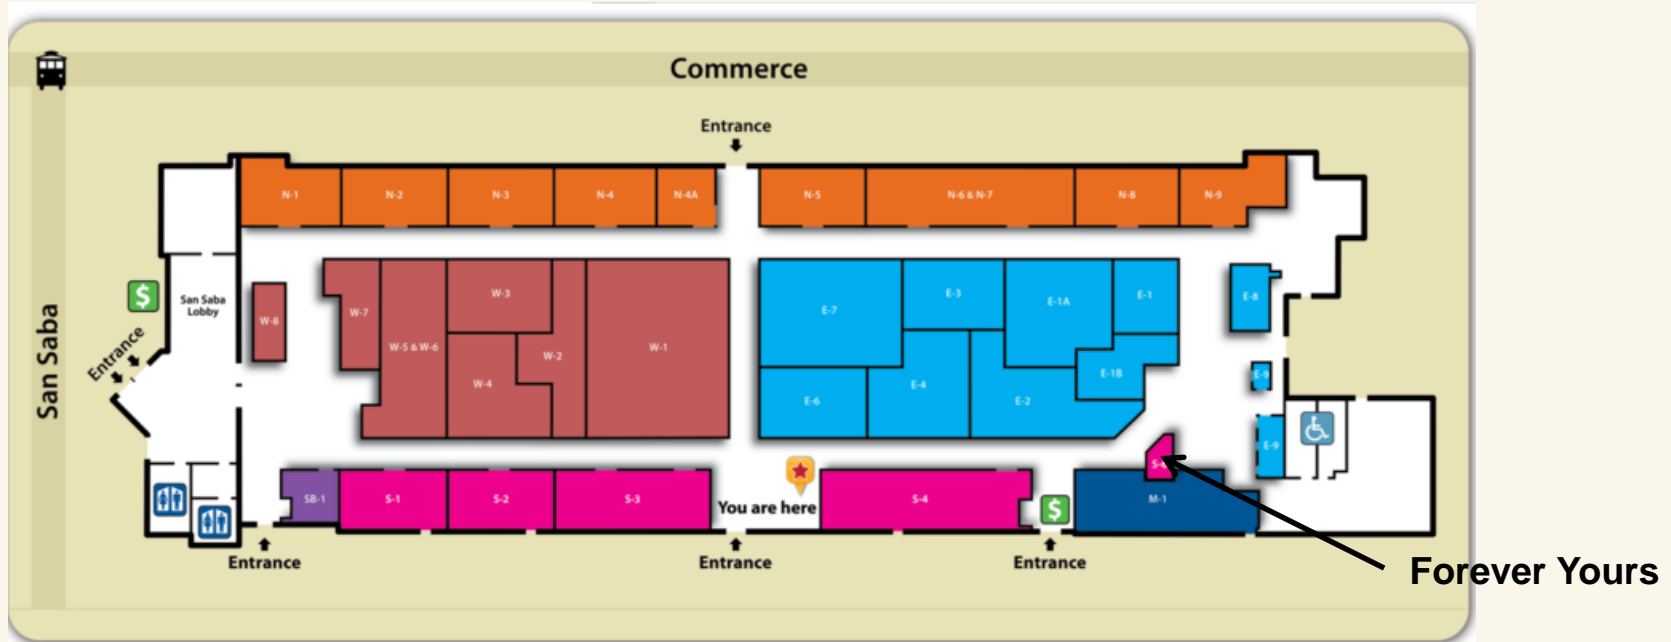 Commerce
Entrance
N-1
N-2
N-3
N-4
N-4A
N-5
N-6 & N-7
N-8
N-9
San Saba
Lobby
San Saba
Entrance
W-8
W-7
W-5 & W-6
W-3
W-4
W-2
W-1
E-7
E-3
E-1A
E-1
E-8
E-6
E-4
E-2
E-1B
E-9
E-9
SB-1
S-1
S-2
S-3
You are here
S-4
M-1
$
$
Entrance
Entrance
Entrance
Forever Yours